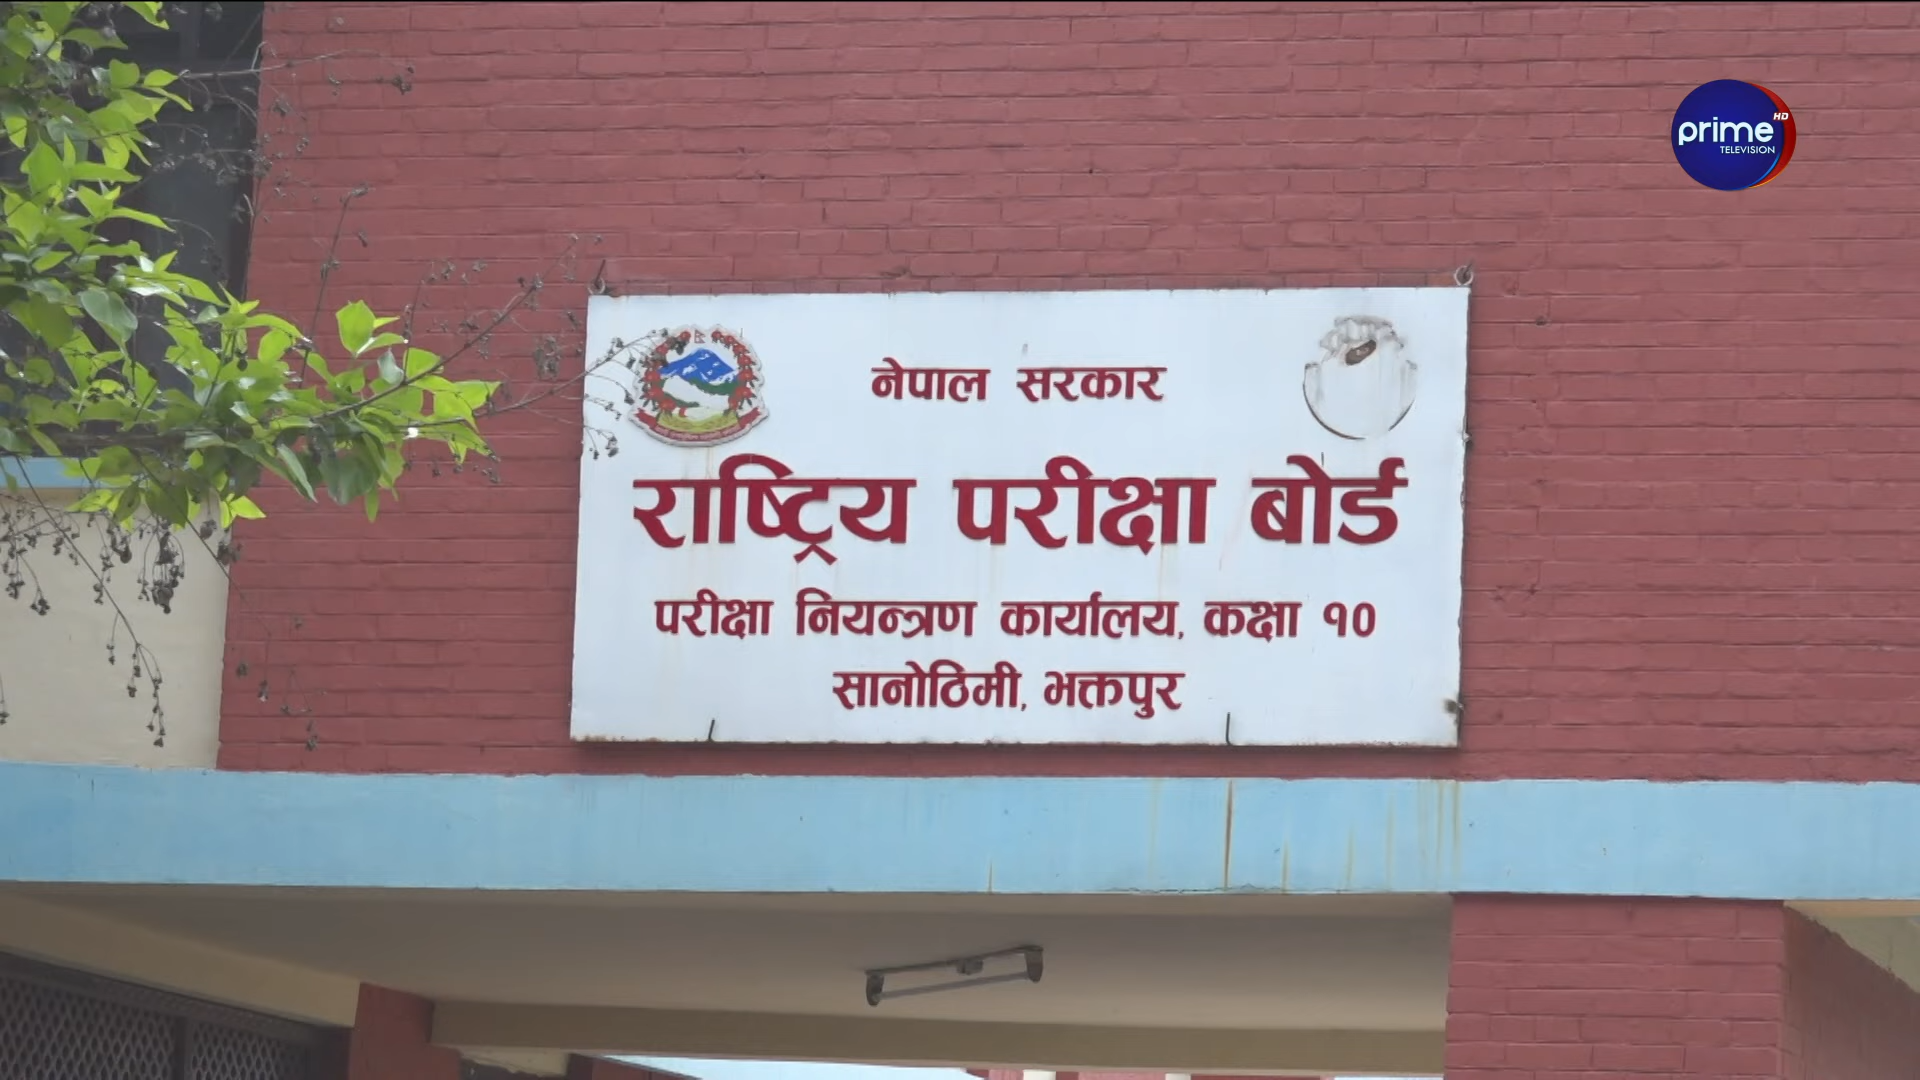 prime HD
TELEVISION
नेपाल सरकार
राष्ट्रिय परीक्षा बोर्ड
परीक्षा नियन्त्रण कार्यालय, कक्षा १०
सानोठिमी, भक्तपुर